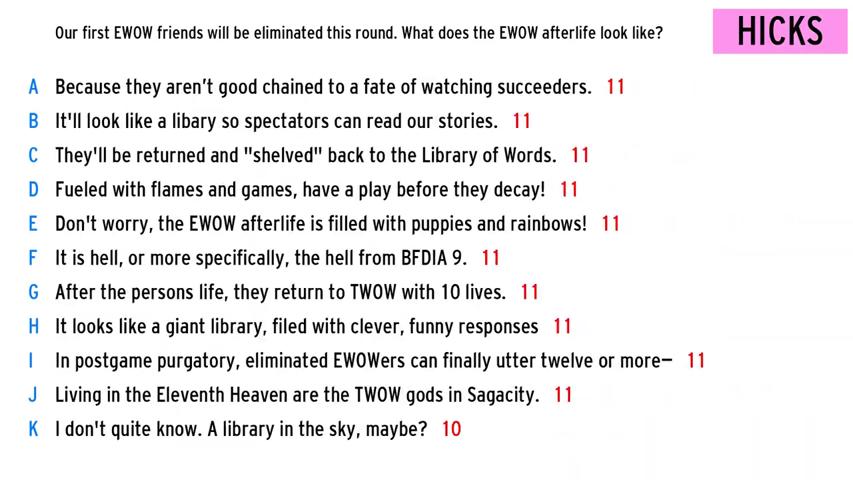 Our first EWOW friends will be eliminated this round. What does the EWOW afterlife look like?
HICKS
A Because they aren't good chained to a fate of watching succeeders. 11
B It'll look like a libary so spectators can read our stories. 11
C They'll be returned and "shelved" back to the Library of Words. 11
D Fueled with flames and games, have a play before they decay! 11
E Don't worry, the EWOW afterlife is filled with puppies and rainbows! 11
F It is hell, or more specifically, the hell from BFDIA 9. 11
G After the persons life, they return to TWOW with 10 lives. 11
H It looks like a giant library, filed with clever, funny responses 11
I In postgame purgatory, eliminated EWOWers can finally utter twelve or more— 11
J Living in the Eleventh Heaven are the TWOW gods in Sagacity. 11
K I don't quite know. A library in the sky, maybe? 10